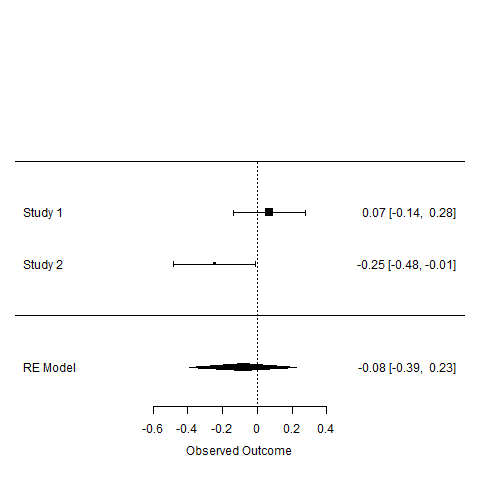 Study 1 0.07 [-0.14, 0.28]
Study 2 -0.25 [-0.48, -0.01]
RE Model -0.08 [-0.39, 0.23]
-0.6 -0.4 -0.2 0 0.2 0.4
Observed Outcome